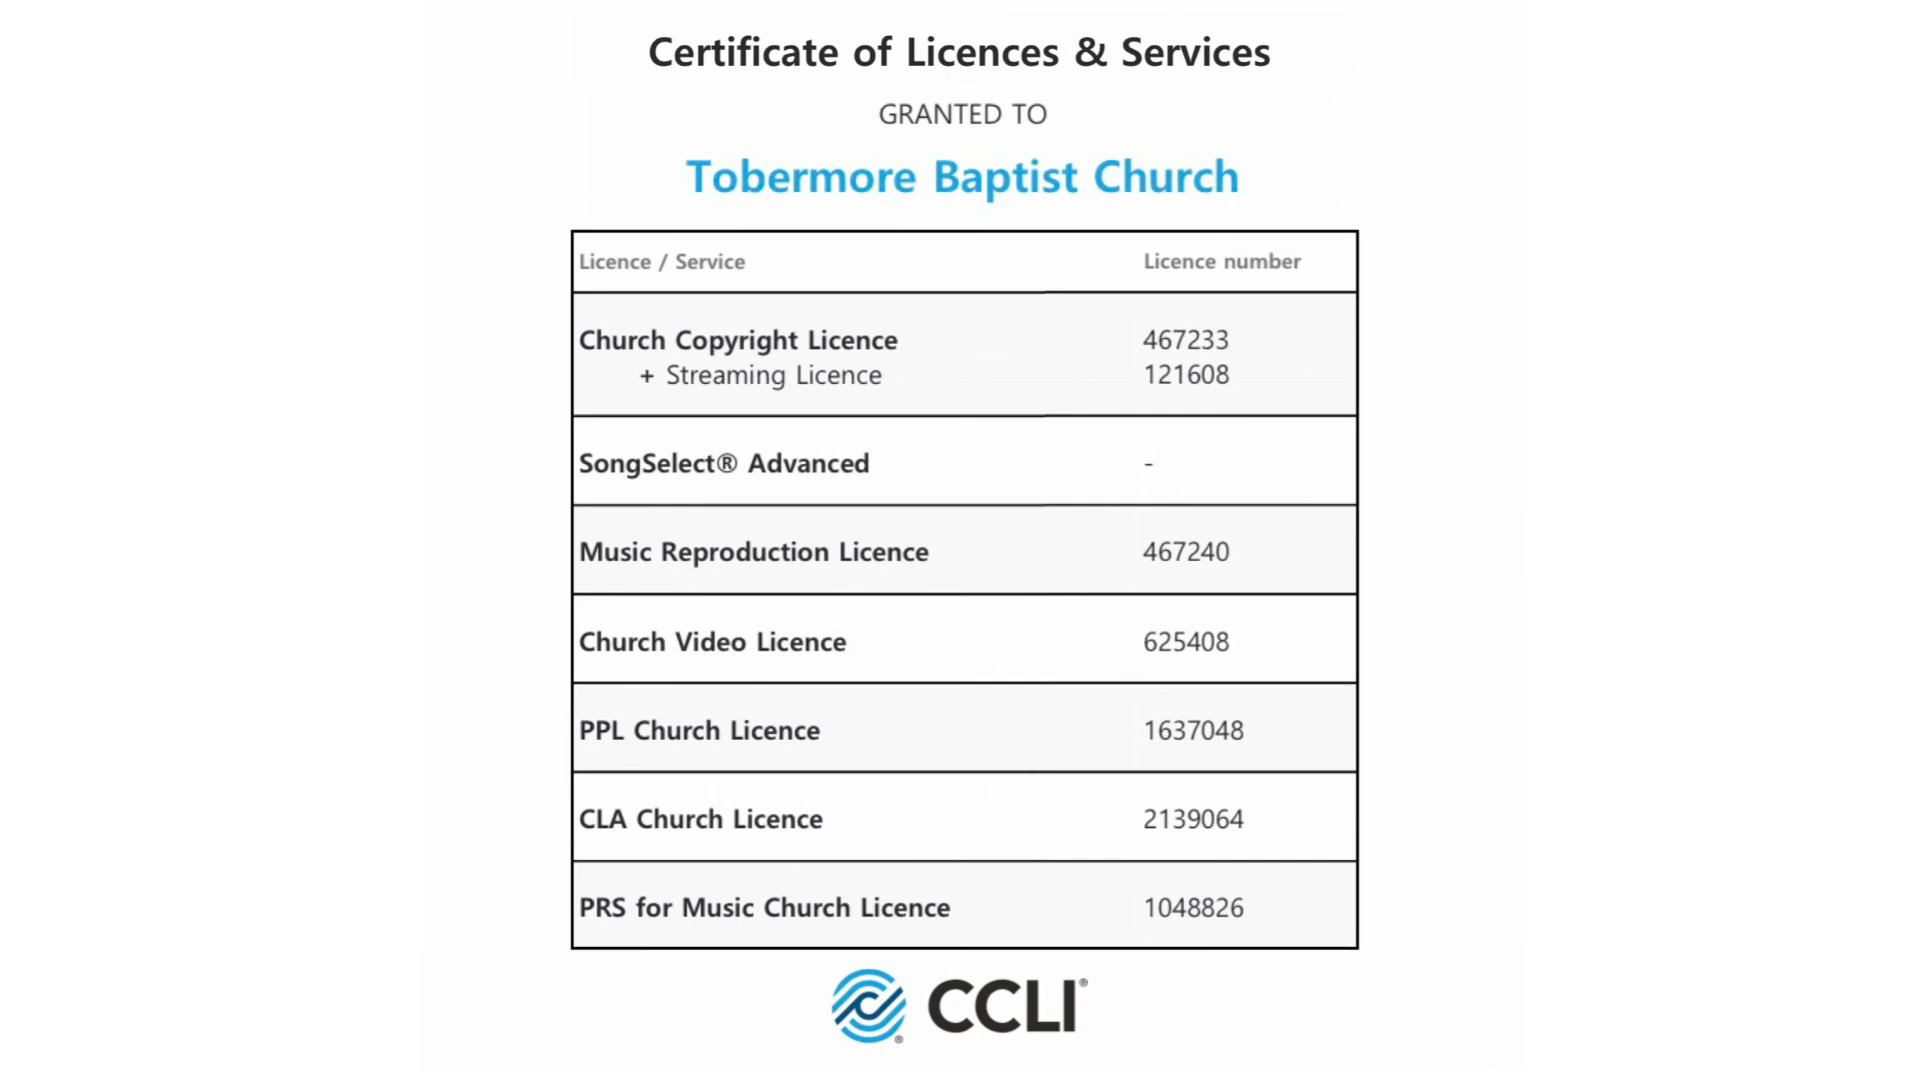 Certificate of Licences & Services
GRANTED TO
Tobermore Baptist Church
Licence / Service Licence number
Church Copyright Licence 467233
+ Streaming Licence 121608
SongSelect® Advanced -
Music Reproduction Licence 467240
Church Video Licence 625408
PPL Church Licence 1637048
CLA Church Licence 2139064
PRS for Music Church Licence 1048826
CCLI®